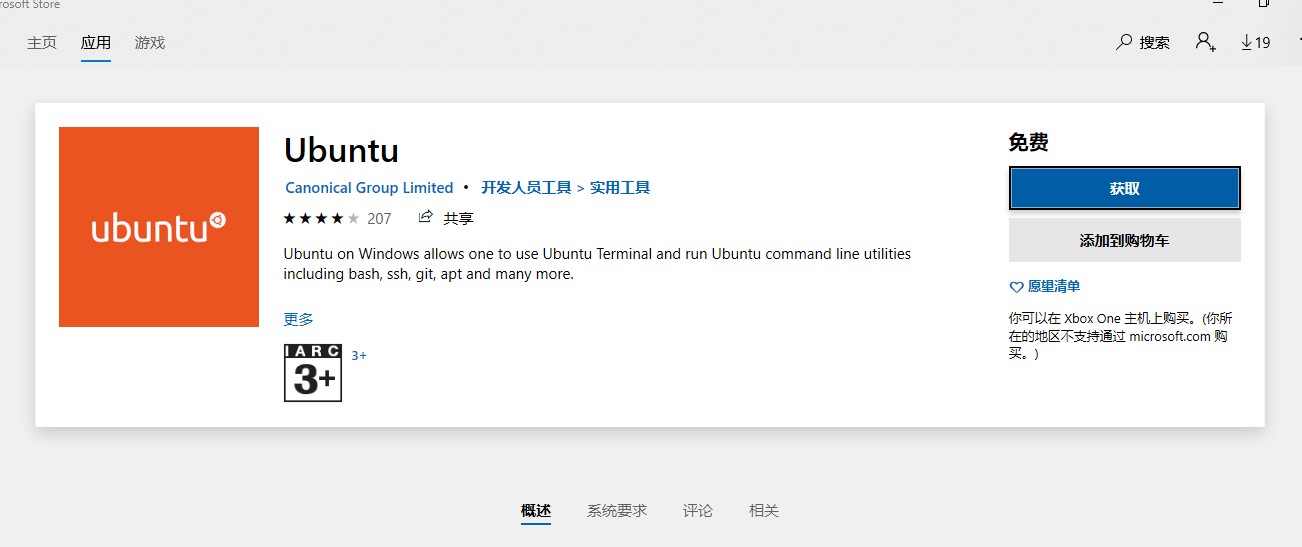 rosoft Store
主页 应用 游戏 搜索 19
ubuntu
Ubuntu
Canonical Group Limited • 开发人员工具 > 实用工具
207 共享
Ubuntu on Windows allows one to use Ubuntu Terminal and run Ubuntu command line utilities
including bash, ssh, git, apt and many more.
更多
IARC
3+
3+
免费
获取
添加到购物车
愿望清单
你可以在 Xbox One 主机上购买。(你所
在的地区不支持通过 microsoft.com 购
买。)
概述 系统要求 评论 相关